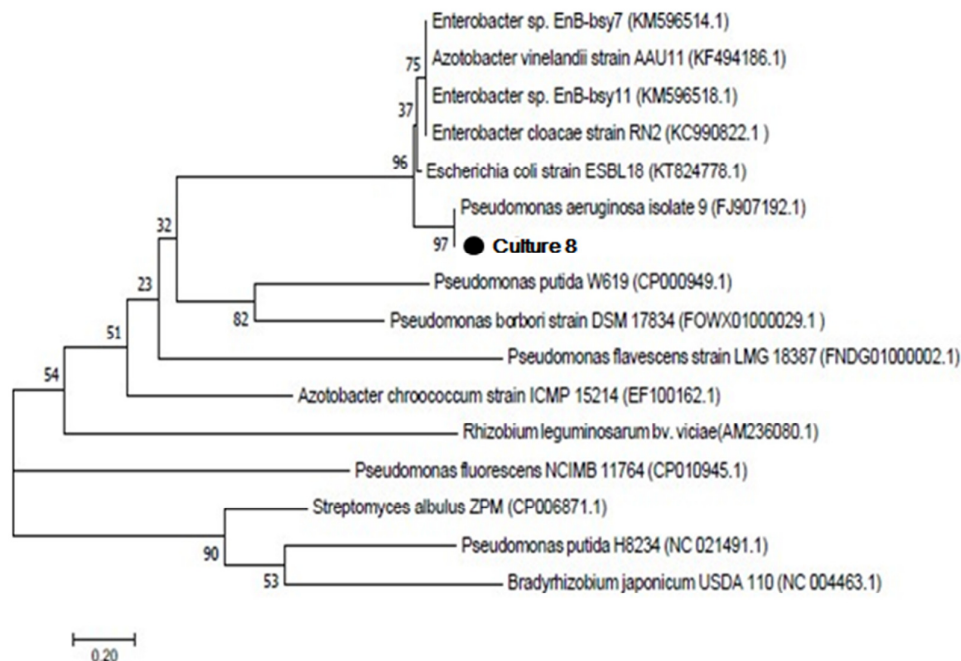 Enterobacter sp. EnB-bsy7 (KM596514.1)
75
Azotobacter vinelandii strain AAU11 (KF494186.1)
Enterobacter sp. EnB-bsy11 (KM596518.1)
37
Enterobacter cloacae strain RN2 (KC990822.1 )
96
Escherichia coli strain ESBL18 (KT824778.1)
Pseudomonas aeruginosa isolate 9 (FJ907192.1)
97
Culture 8
32
Pseudomonas putida W619 (CP000949.1)
23
82
Pseudomonas borbori strain DSM 17834 (FOWX01000029.1 )
51
Pseudomonas flavescens strain LMG 18387 (FNDG01000002.1)
54
Azotobacter chroococcum strain ICMP 15214 (EF100162.1)
Rhizobium leguminosarum bv. viciae(AM236080.1)
Pseudomonas fluorescens NCIMB 11764 (CP010945.1)
Streptomyces albulus ZPM (CP006871.1)
90
Pseudomonas putida H8234 (NC 021491.1)
53
Bradyrhizobium japonicum USDA 110 (NC 004463.1)
0.20